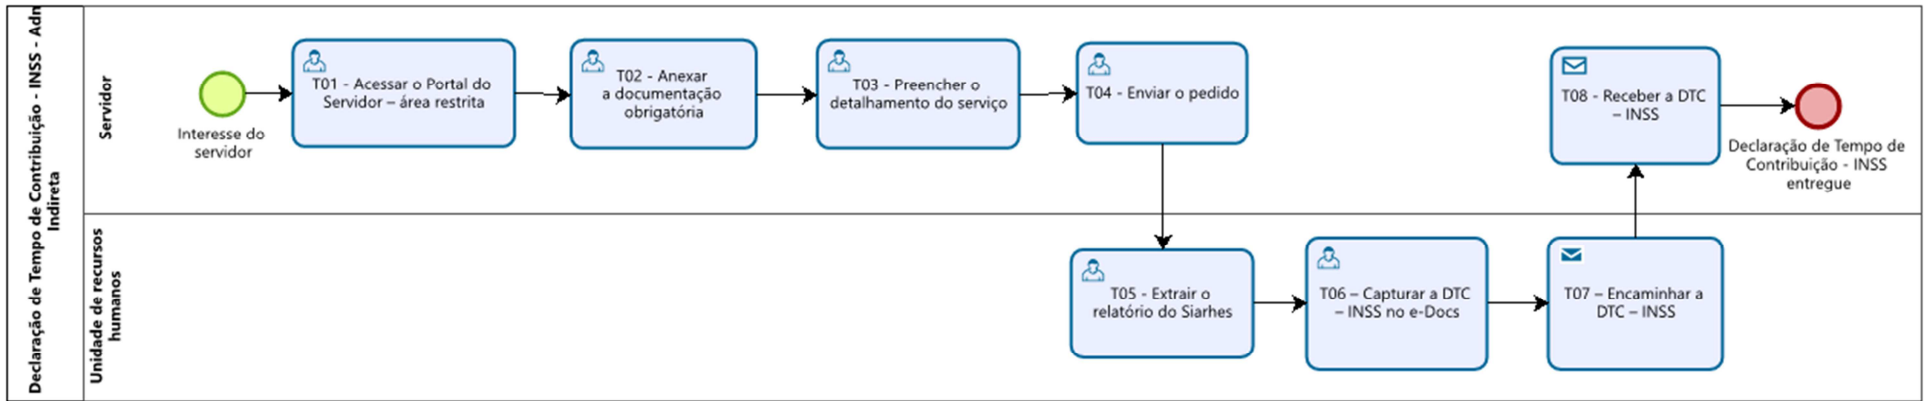 Declaração de Tempo de Contribuição - INSS - Adn
Indireta
Servidor
Interesse do
servidor
T01 - Acessar o Portal do
Servidor – área restrita
T02 - Anexar
a documentação
obrigatória
T03 - Preencher o
detalhamento do serviço
T04 - Enviar o pedido
T08 - Receber a DTC
– INSS
Declaração de Tempo de
Contribuição - INSS
entregue
Unidade de recursos
humanos
T05 - Extrair o
relatório do Siarhes
T06 – Capturar a DTC
– INSS no e-Docs
T07 – Encaminhar a
DTC – INSS